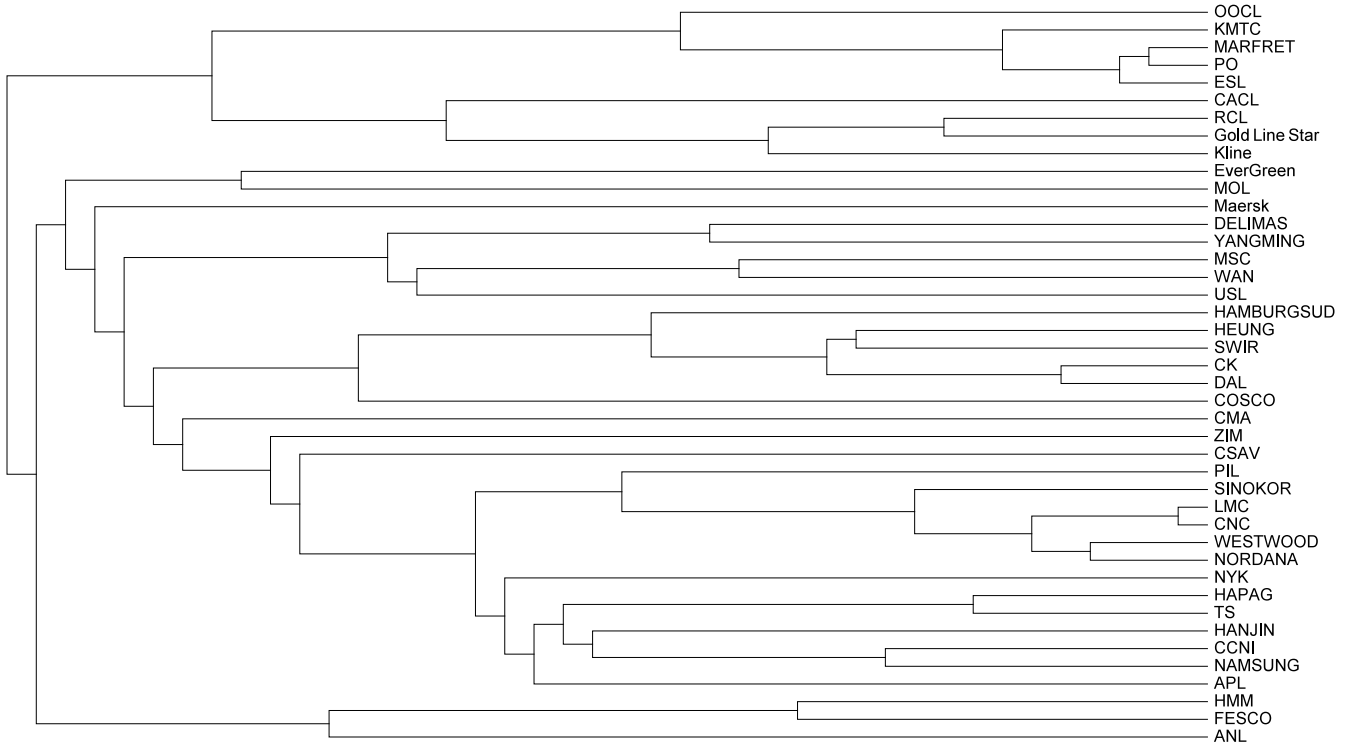 OOCL
KMTC
MARFRET
PO
ESL
CACL
RCL
Gold Line Star
Kline
EverGreen
MOL
Maersk
DELIMAS
YANGMING
MSC
WAN
USL
HAMBURGSUD
HEUNG
SWIR
CK
DAL
COSCO
CMA
ZIM
CSAV
PIL
SINOKOR
LMC
CNC
WESTWOOD
NORDANA
NYK
HAPAG
TS
HANJIN
CCNI
NAMSUNG
APL
HMM
FESCO
ANL